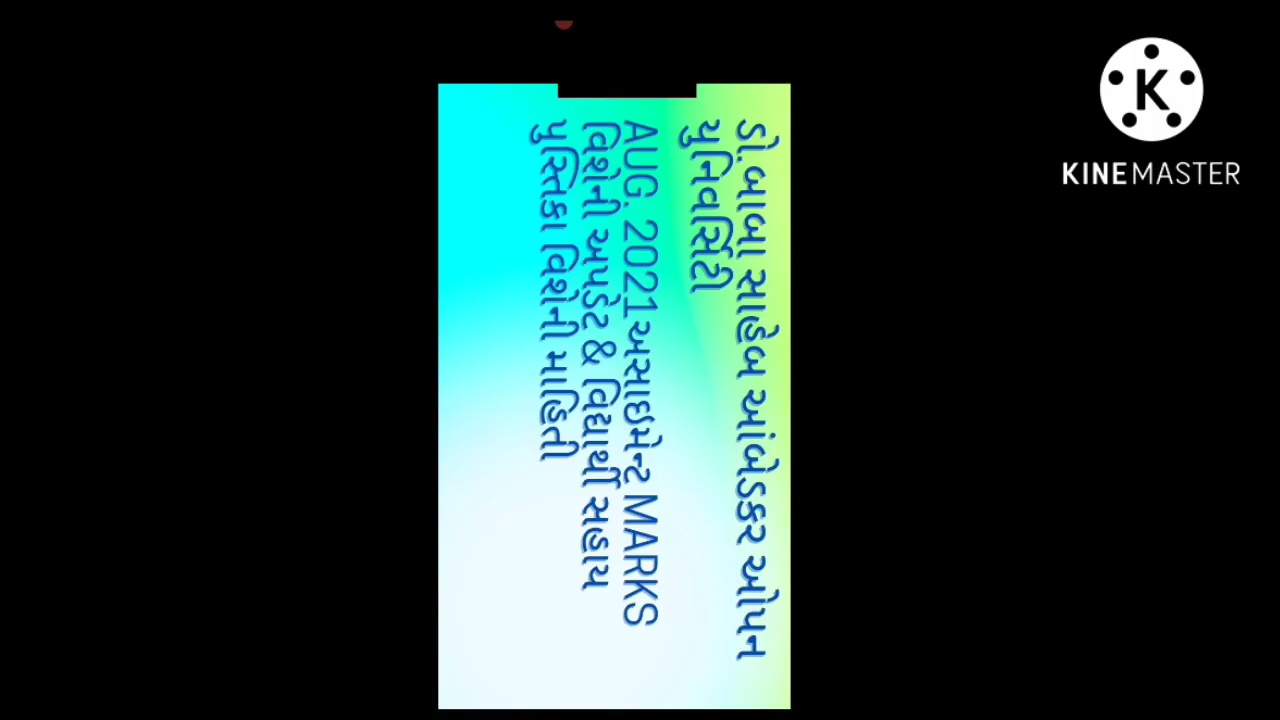 ડો.બાબા સાહેબ આંબેડકર ઓપન
યુનિવર્સિટી
AUG. 2021 અસાઇમેન્ટ MARKS
વિશેની અપડેટ & વિદ્યાર્થી સહાય
પુસ્તિકા વિશેની માહિતી
K
KINEMASTER